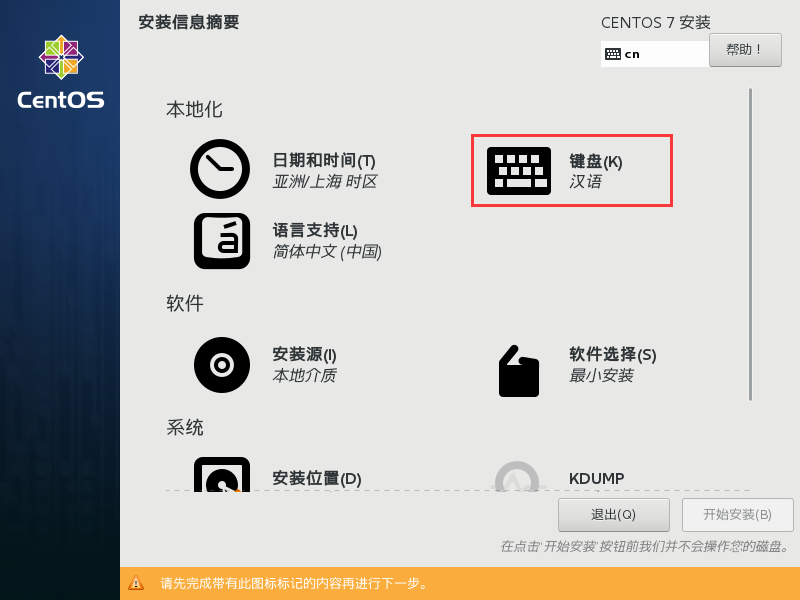 安装信息摘要
CENTOS 7 安装
cn
帮助！
CentOS
本地化
日期和时间(T)
亚洲/上海 时区
键盘(K)
汉语
语言支持(L)
简体中文 (中国)
软件
安装源(I)
本地介质
软件选择(S)
最小安装
系统
安装位置(D)
KDUMP
退出(Q)
开始安装(B)
在点击'开始安装'按钮前我们并不会操作您的磁盘。
请先完成带有此图标标记的内容再进行下一步。